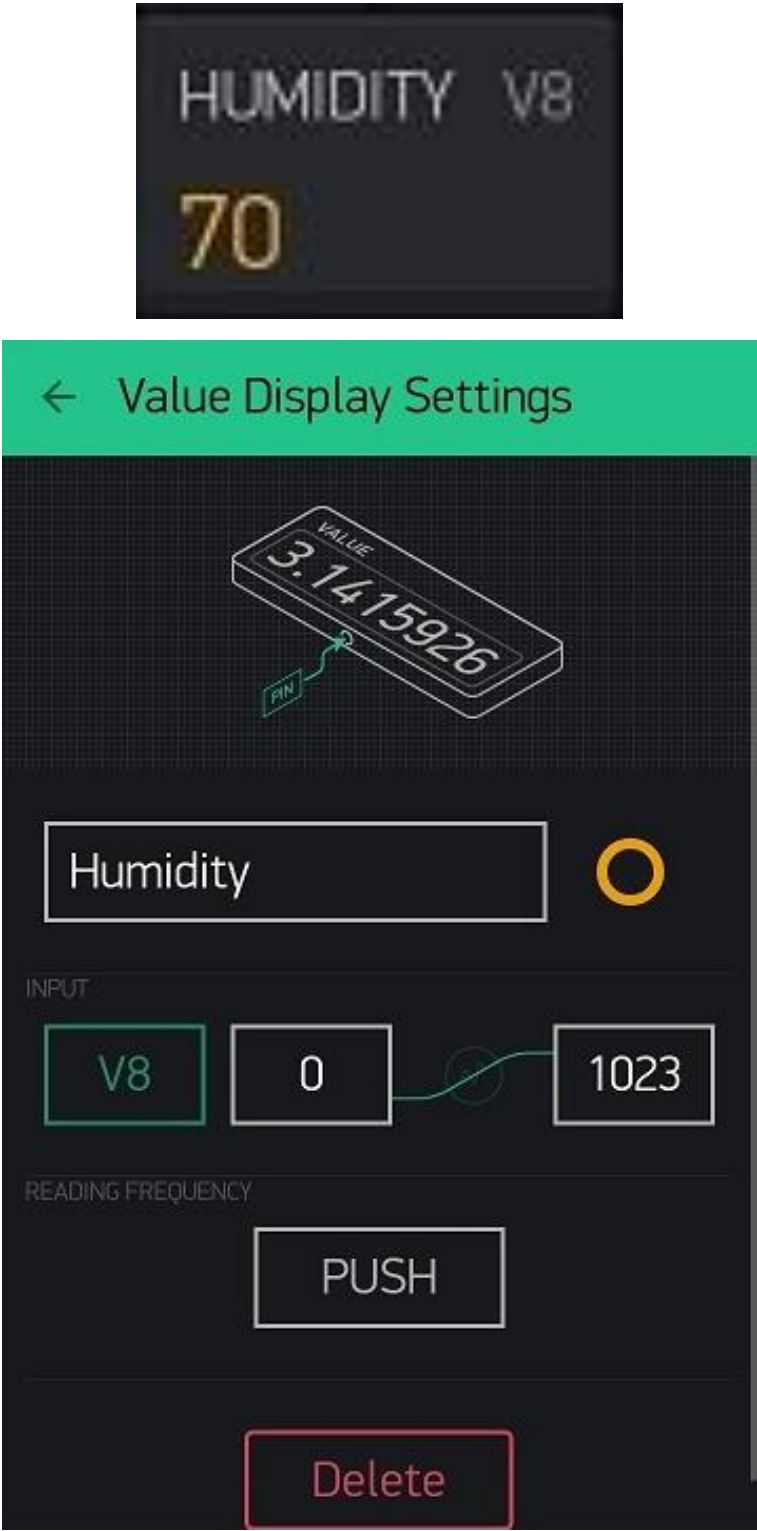 HUMIDITY V8
70
← Value Display Settings
VALUE
3.1415926
PIN
Humidity
INPUT
V8 0 1023
READING FREQUENCY
PUSH
Delete